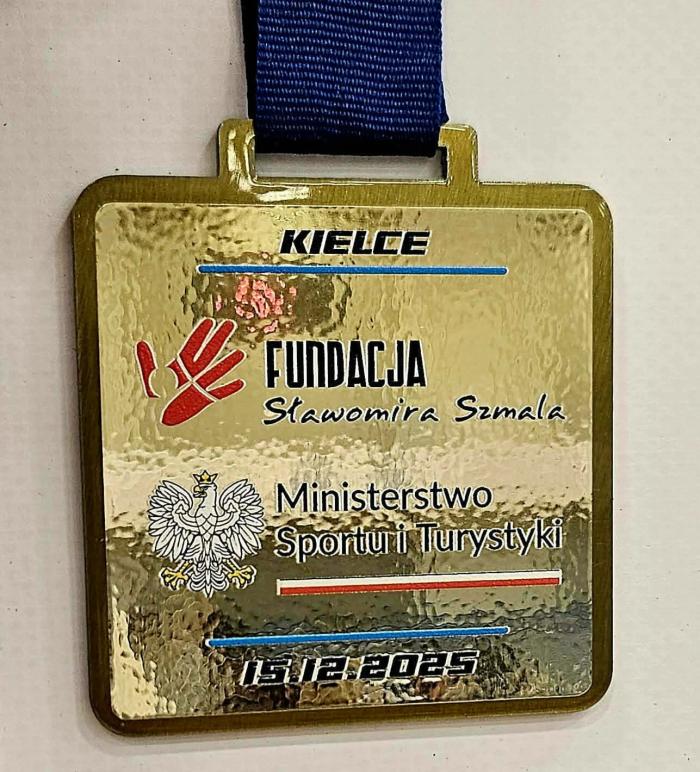 KIELCE
FUNDACJA
Sławomira Szmala
Ministerstwo
Sportu i Turystyki
15.12.2025